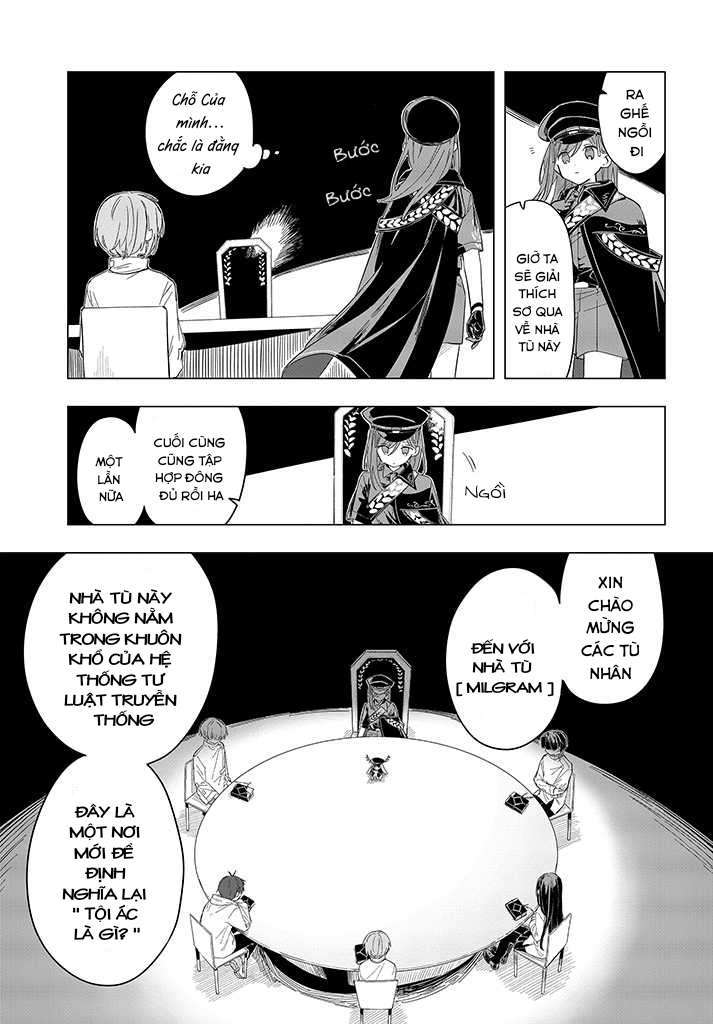 RA
GHẾ
NGỒI
ĐI
GIỜ TA
SẼ GIẢI
THÍCH
SƠ QUA
VỀ NHÀ
TÙ NÀY
Bước
Bước
Chỗ Của
mình...
chắc là đằng
kia
NGồi
CUỐI CÙNG
CŨNG TẬP
HỢP ĐÔNG
ĐỦ RỒI HA
MỘT
LẦN
NỮA
XIN
CHÀO
MỪNG
CÁC TÙ
NHÂN
ĐẾN VỚI
NHÀ TÙ
[ MILGRAM ]
NHÀ TÙ NÀY
KHÔNG NẰM
TRONG KHUÔN
KHỔ CỦA HỆ
THỐNG TƯ
LUẬT TRUYỀN
THỐNG
ĐÂY LÀ
MỘT NƠI
MỚI ĐỂ
ĐỊNH
NGHĨA LẠI
" TỘI ÁC
LÀ GÌ? "